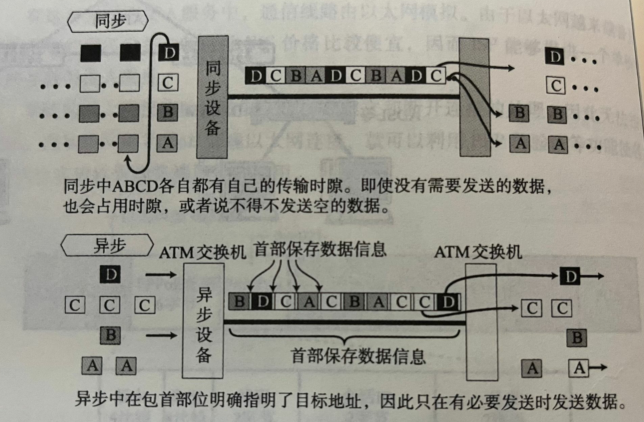 同步
D
C
B
A
同步设备
D C B A D C B A D C
D
C
B B
A A
同步中ABCD各自都有自己的传输时隙。即使没有需要发送的数据，
也会占用时隙，或者说不得不发送空的数据。
异步
ATM交换机 首部保存数据信息 ATM交换机
D
C C C
B
A A
异步设备
B D C A C B A C C D
首部保存数据信息
D
C C
B
A A
异步中在包首部位明确指明了目标地址，因此只在有必要发送时发送数据。